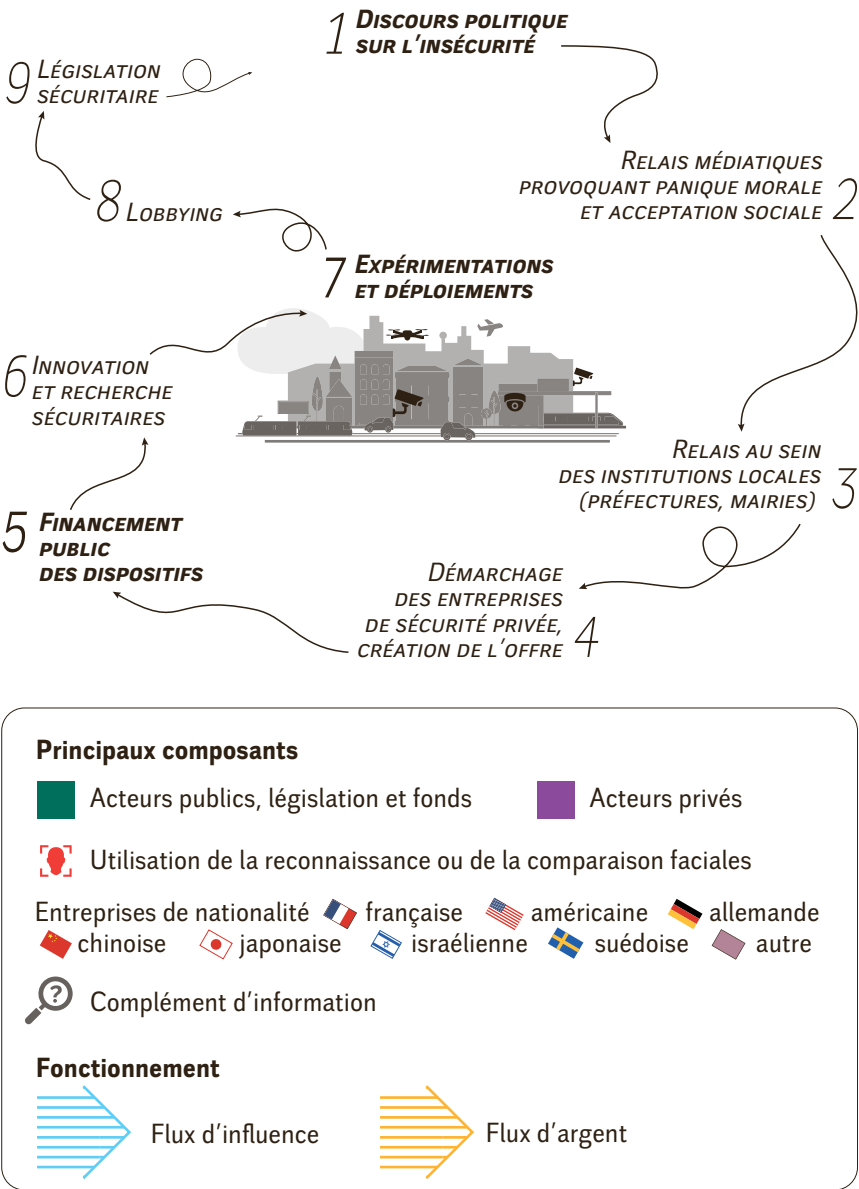 1 Discours politique
sur l'insécurité
Relais médiatiques
provoquant panique morale
et acceptation sociale 2
Relais au sein
des institutions locales
(préfectures, mairies) 3
Démarchage
des entreprises
de sécurité privée,
création de l'offre 4
5 Financement
public
des dispositifs
6 Innovation
et recherche
sécuritaires
7 Expérimentations
et déploiements
8 Lobbying
9 Législation
sécuritaire
Principaux composants
Acteurs publics, législation et fonds
Acteurs privés
Utilisation de la reconnaissance ou de la comparaison faciales
Entreprises de nationalité française américaine allemande
chinoise japonaise israélienne suédoise autre
?
Complément d'information
Fonctionnement
Flux d'influence
Flux d'argent